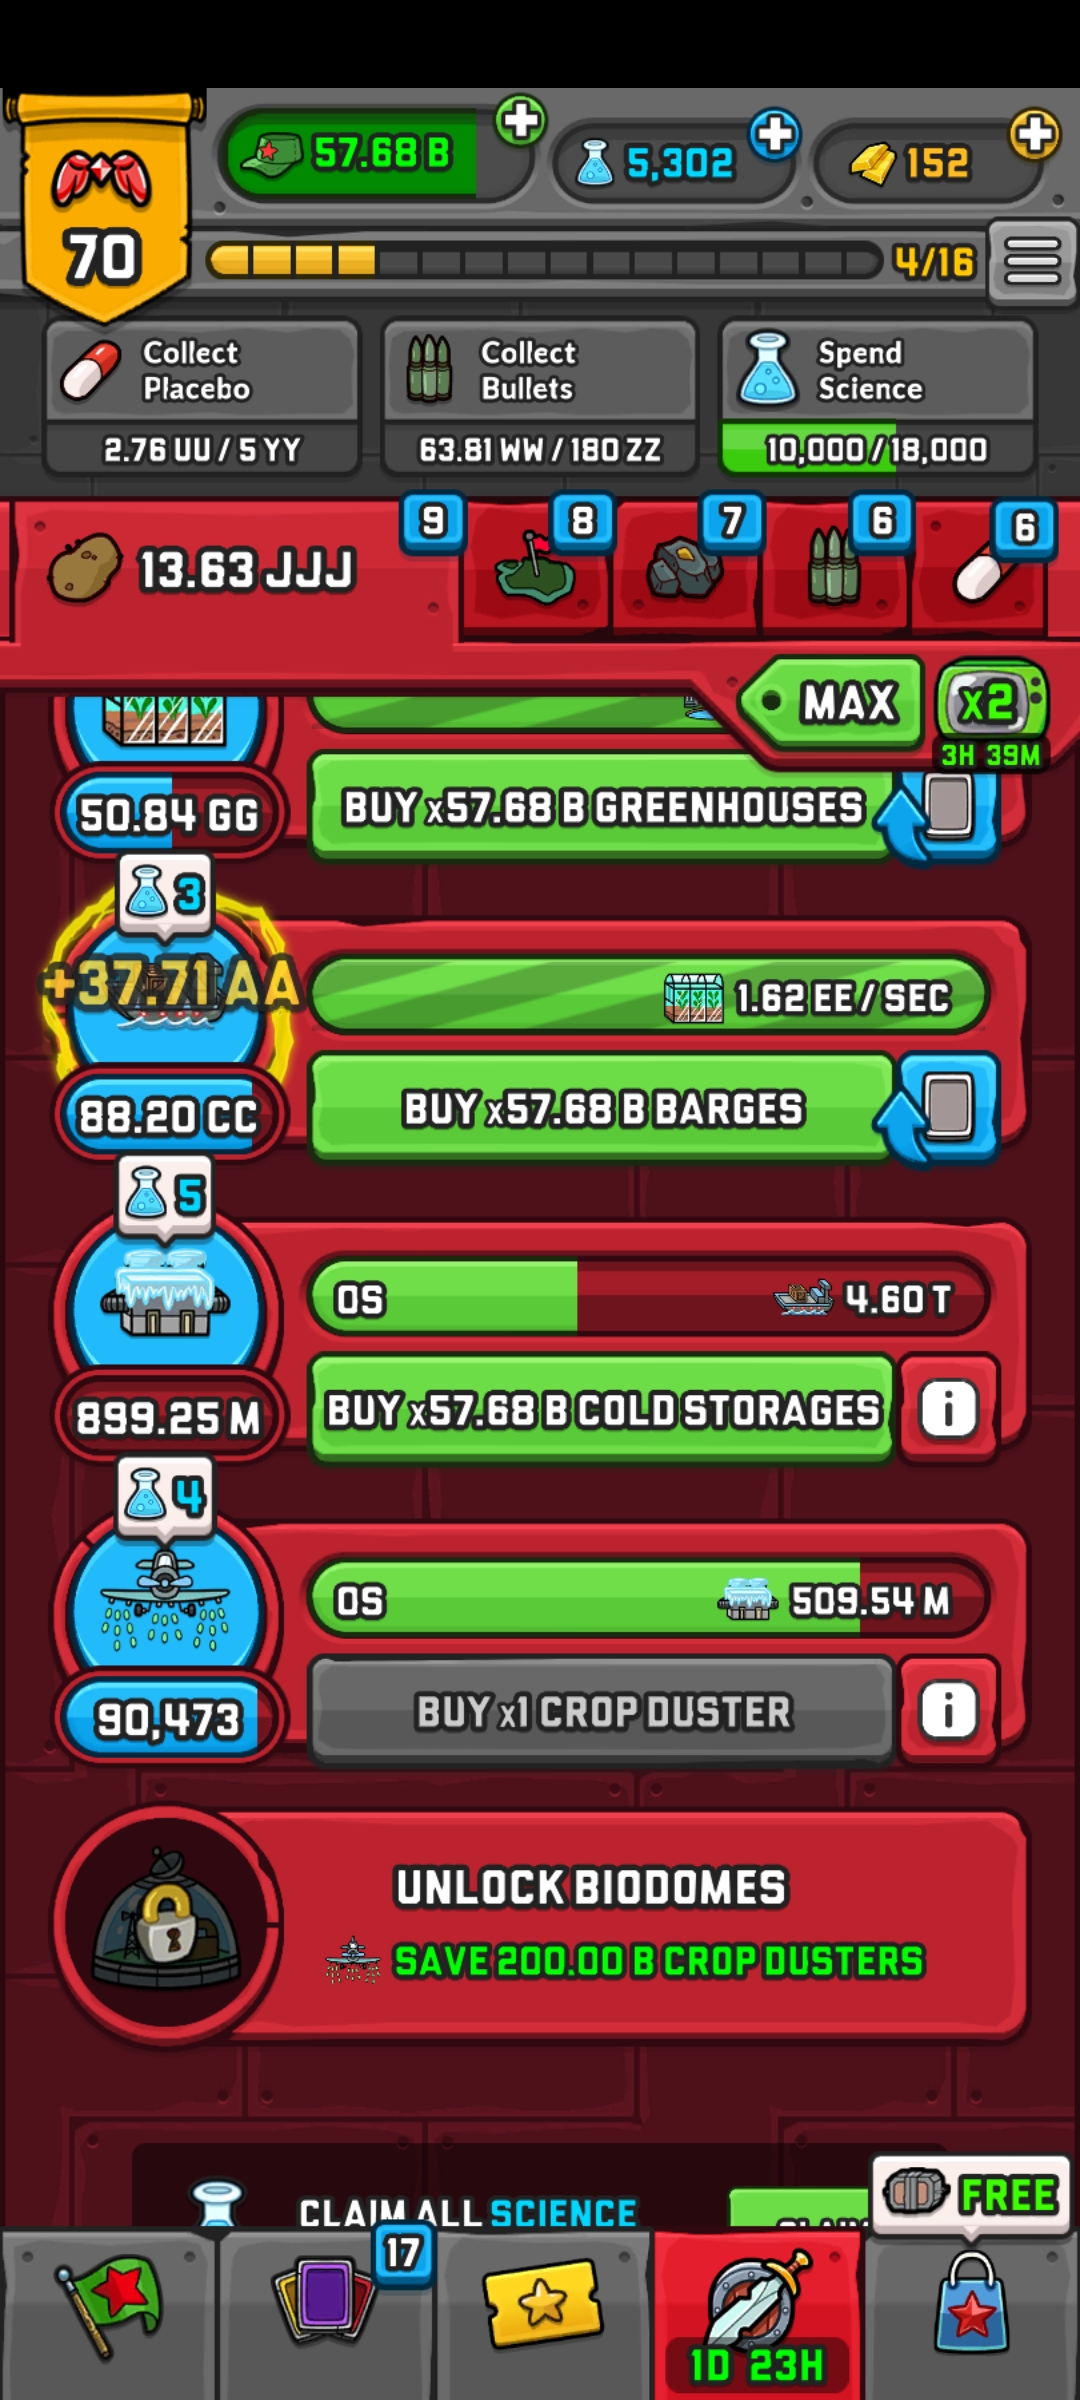 57.68 B
5,302
152
70
4/16
Collect
Placebo
2.76 UU / 5 YY
Collect
Bullets
63.81 WW / 180 ZZ
Spend
Science
10,000 / 18,000
13.63 JJJ
9
8
7
6
6
MAX
x2
3H 39M
50.84 GG
BUY x57.68 B GREENHOUSES
3
+37.71 AA
1.62 EE / SEC
88.20 CC
BUY x57.68 B BARGES
5
0S
4.60 T
899.25 M
BUY x57.68 B COLD STORAGES
i
4
0S
509.54 M
90,473
BUY x1 CROP DUSTER
i
UNLOCK BIODOMES
SAVE 200.00 B CROP DUSTERS
CLAIM ALL SCIENCE
FREE
17
1D 23H